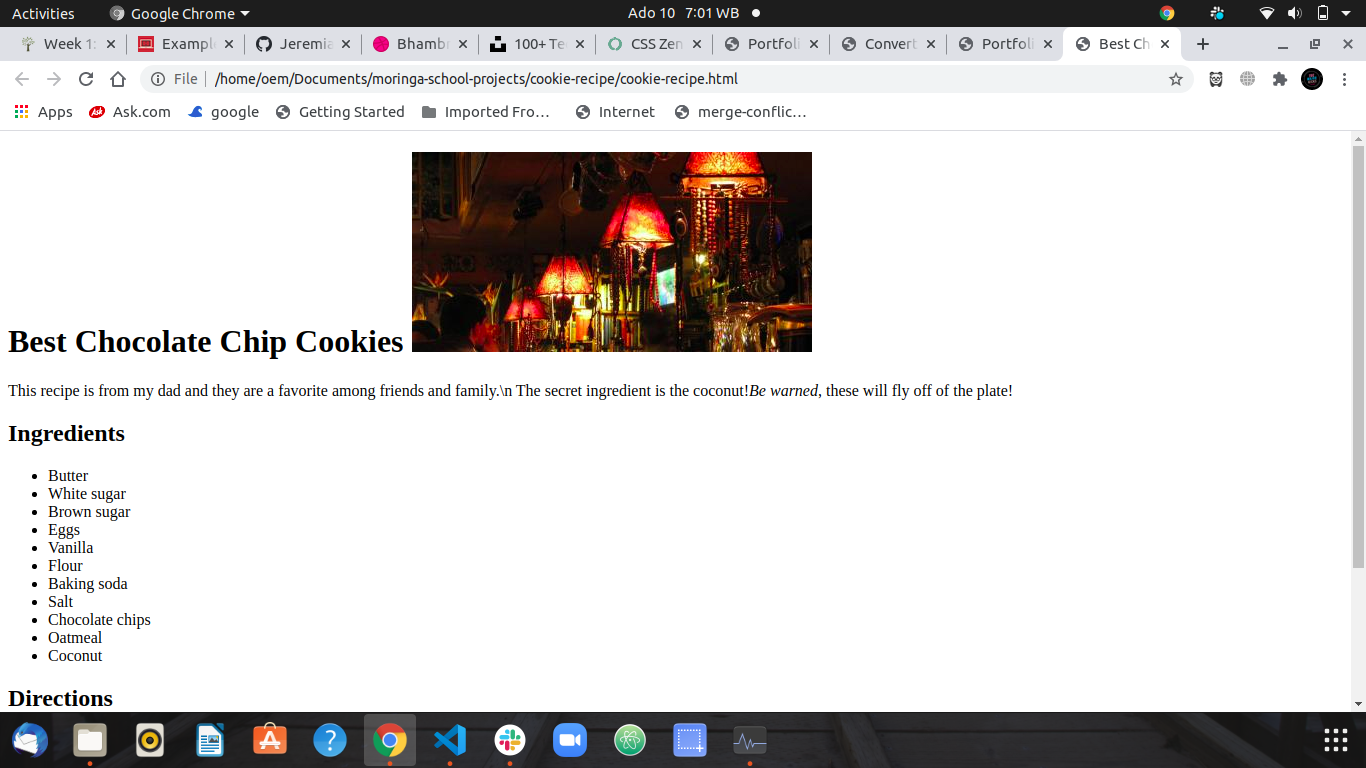 Activities Google Chrome Ado 10 7:01 WB
Week 1: Exampl Jeremia Bhambr 100+ Te CSS Zen Portfoli Convert Portfoli Best Ch
File /home/oem/Documents/moringa-school-projects/cookie-recipe/cookie-recipe.html
Apps Ask Ask.com google Getting Started Imported Fro… Internet merge-conflic…
Best Chocolate Chip Cookies
This recipe is from my dad and they are a favorite among friends and family.\n The secret ingredient is the coconut!Be warned, these will fly off of the plate!
Ingredients
Butter
White sugar
Brown sugar
Eggs
Vanilla
Flour
Baking soda
Salt
Chocolate chips
Oatmeal
Coconut
Directions